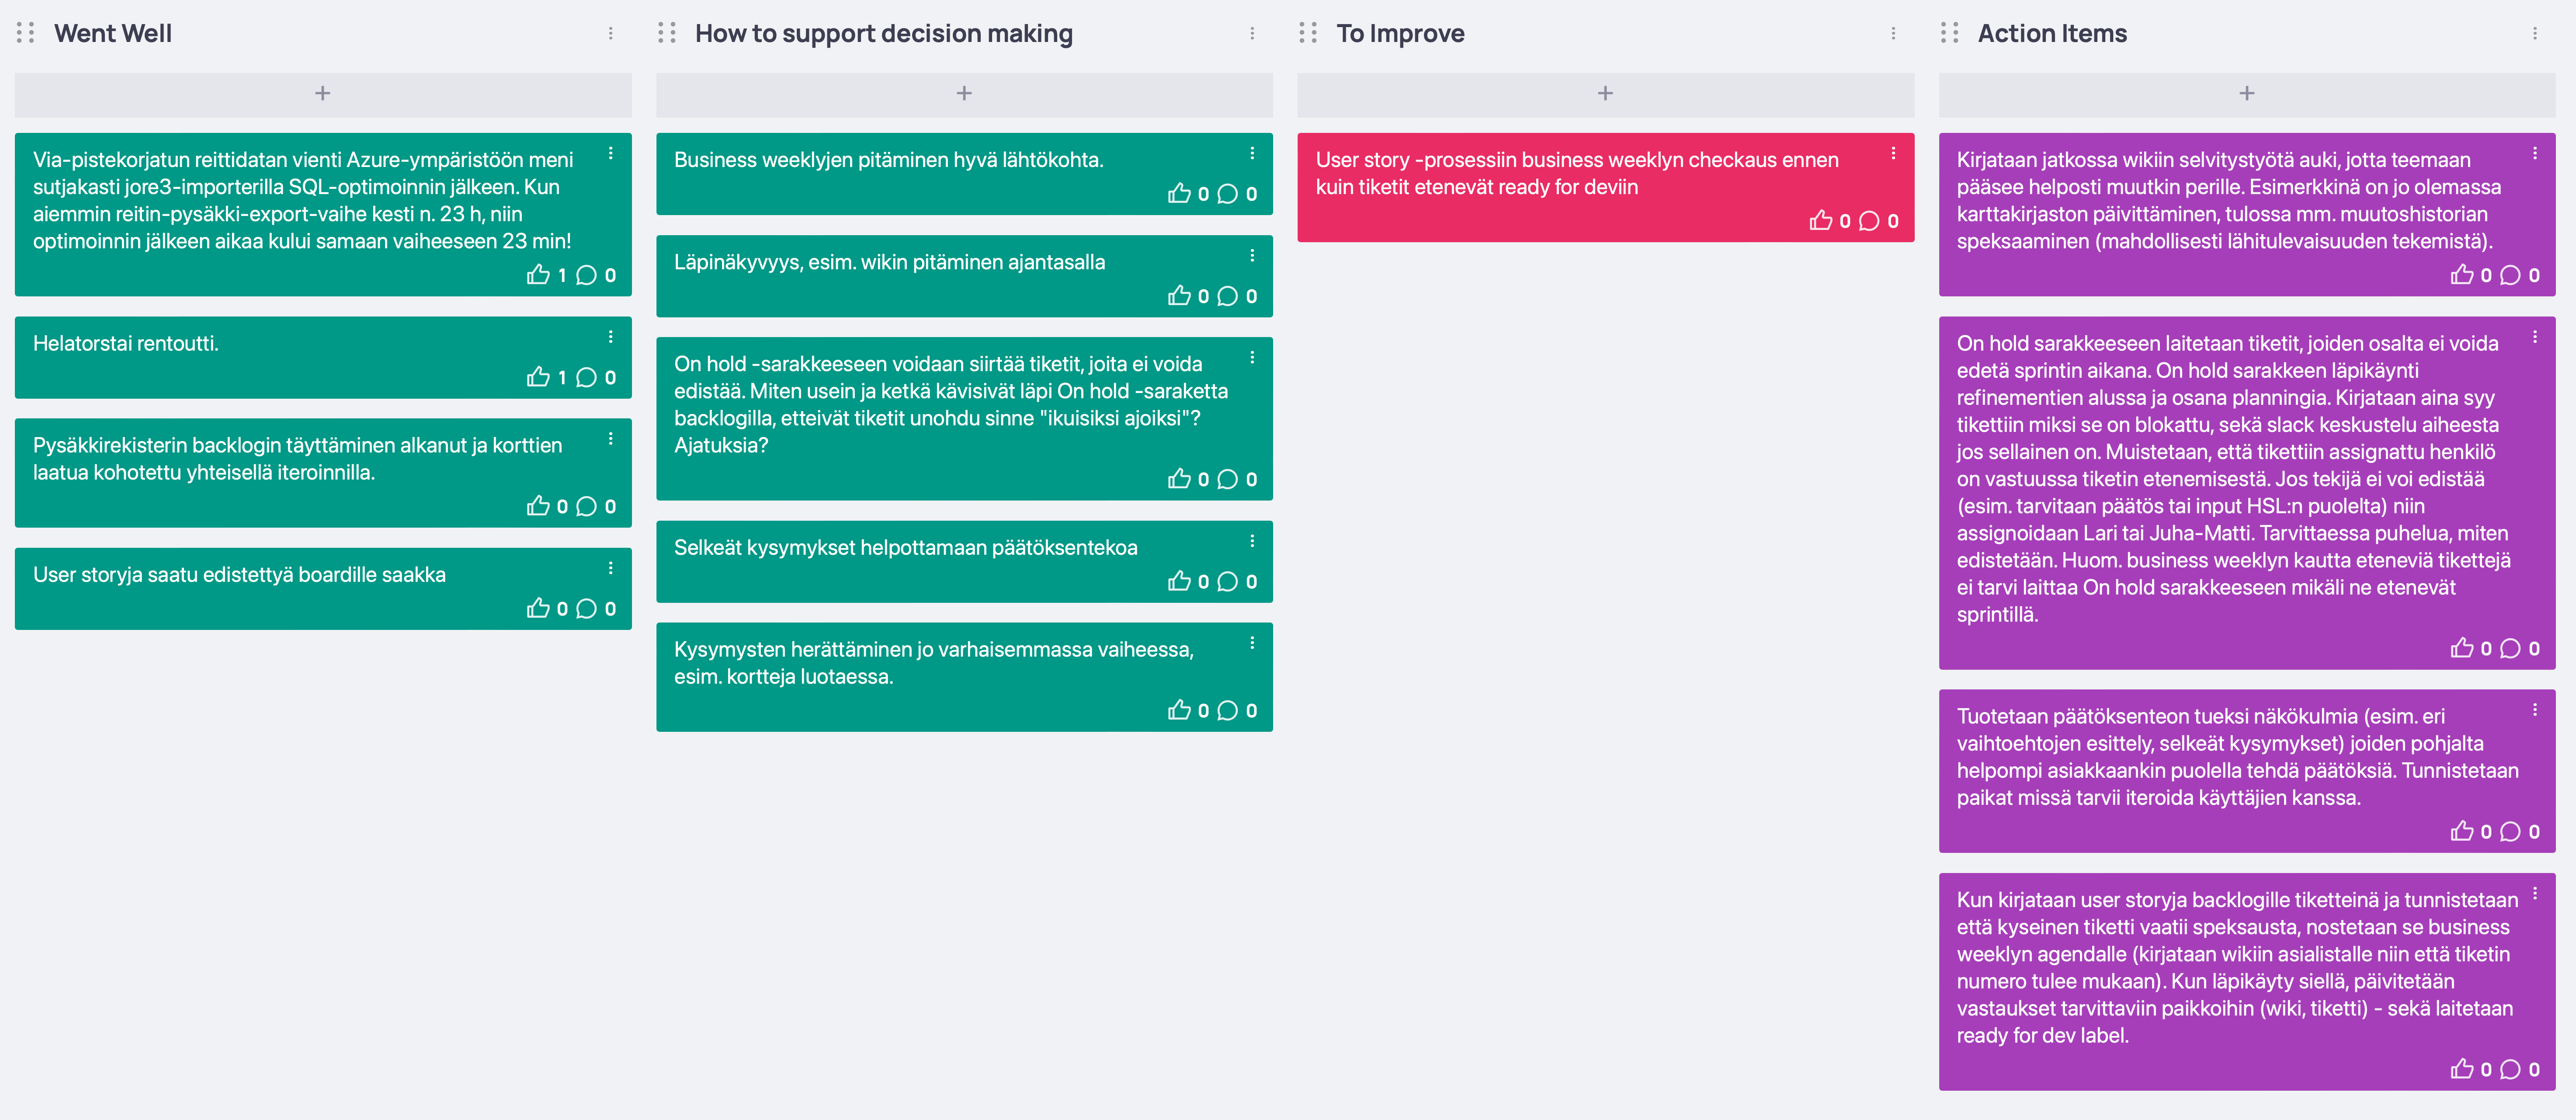 Went Well
Via-pistekorjatun reittidatan vienti Azure-ympäristöön meni
sutjakasti jore3-importerilla SQL-optimoinnin jälkeen. Kun
aiemmin reitin-pysäkki-export-vaihe kesti n. 23 h, niin
optimoinnin jälkeen aikaa kului samaan vaiheeseen 23 min!
1 0
Helatorstai rentoutti.
1 0
Pysäkkirekisterin backlogin täyttäminen alkanut ja korttien
laatua kohotettu yhteisellä iteroinnilla.
0 0
User storyja saatu edistettyä boardille saakka
0 0
How to support decision making
Business weeklyjen pitäminen hyvä lähtökohta.
0 0
Läpinäkyvyys, esim. wikin pitäminen ajantasalla
0 0
On hold -sarakkeeseen voidaan siirtää tiketit, joita ei voida
edistää. Miten usein ja ketkä kävisivät läpi On hold -saraketta
backlogilla, etteivät tiketit unohdu sinne "ikuisiksi ajoiksi"?
Ajatuksia?
0 0
Selkeät kysymykset helpottamaan päätöksentekoa
0 0
Kysymysten herättäminen jo varhaisemmassa vaiheessa,
esim. kortteja luotaessa.
0 0
To Improve
User story -prosessiin business weeklyn checkaus ennen
kuin tiketit etenevät ready for deviin
0 0
Action Items
Kirjataan jatkossa wikiin selvitystyötä auki, jotta teemaan
pääsee helposti muutkin perille. Esimerkkinä on jo olemassa
karttakirjaston päivittäminen, tulossa mm. muutoshistorian
speksaaminen (mahdollisesti lähitulevaisuuden tekemistä).
0 0
On hold sarakkeeseen laitetaan tiketit, joiden osalta ei voida
edetä sprintin aikana. On hold sarakkeen läpikäynti
refinementien alussa ja osana planningia. Kirjataan aina syy
tikettiin miksi se on blokattu, sekä slack keskustelu aiheesta
jos sellainen on. Muistetaan, että tikettiin assignattu henkilö
on vastuussa tiketin etenemisestä. Jos tekijä ei voi edistää
(esim. tarvitaan päätös tai input HSL:n puolelta) niin
assignoidaan Lari tai Juha-Matti. Tarvittaessa puhelua, miten
edistetään. Huom. business weeklyn kautta eteneviä tikettejä
ei tarvi laittaa On hold sarakkeeseen mikäli ne etenevät
sprintillä.
0 0
Tuotetaan päätöksenteon tueksi näkökulmia (esim. eri
vaihtoehtojen esittely, selkeät kysymykset) joiden pohjalta
helpompi asiakkaankin puolella tehdä päätöksiä. Tunnistetaan
paikat missä tarvii iteroida käyttäjien kanssa.
0 0
Kun kirjataan user storyja backlogille tiketteinä ja tunnistetaan
että kyseinen tiketti vaatii speksausta, nostetaan se business
weeklyn agendalle (kirjataan wikiin asialistalle niin että tiketin
numero tulee mukaan). Kun läpikäyty siellä, päivitetään
vastaukset tarvittaviin paikkoihin (wiki, tiketti) - sekä laitetaan
ready for dev label.
0 0